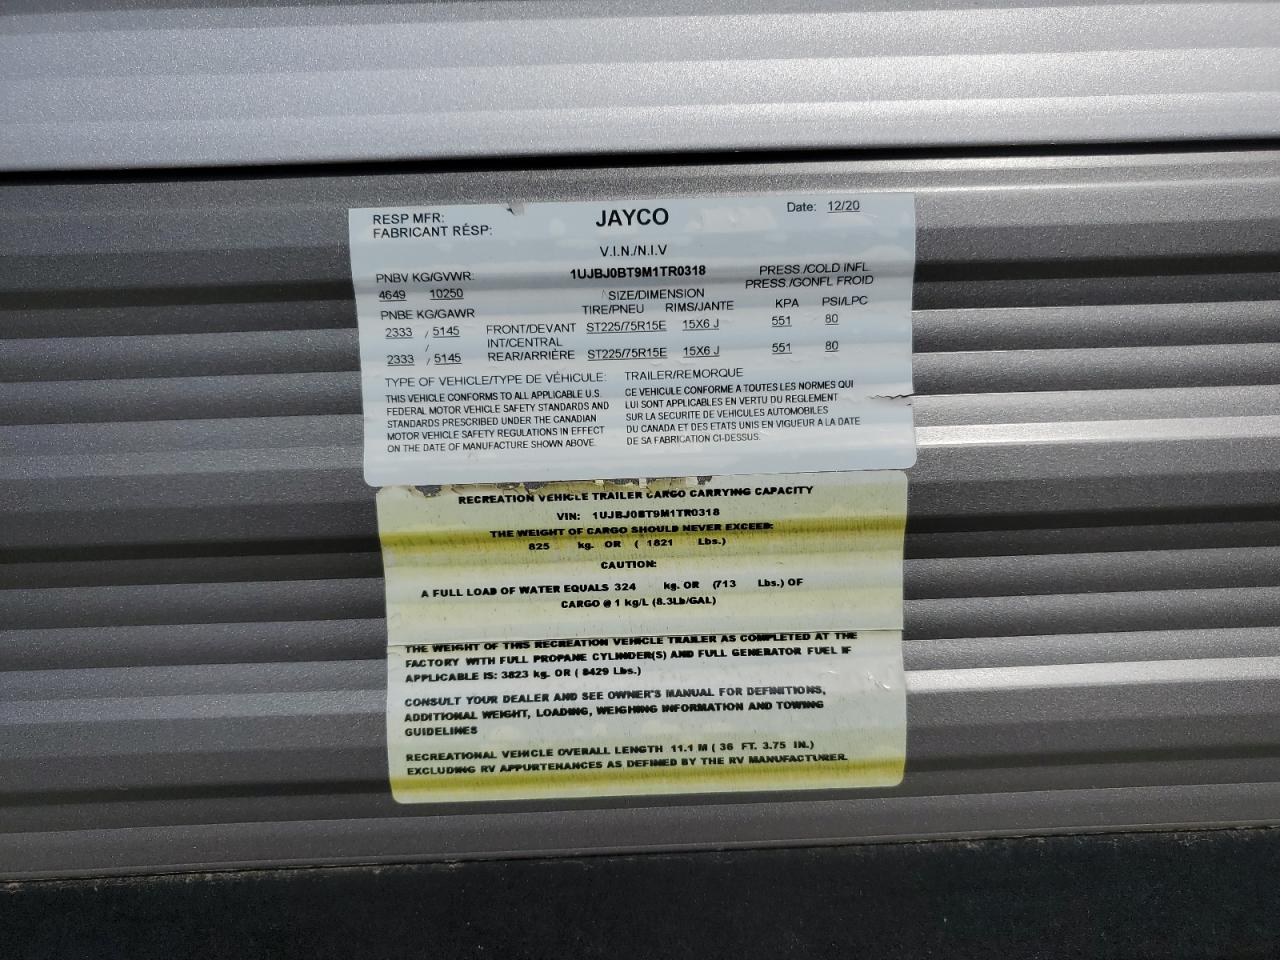 RESP MFR: JAYCO Date: 12/20
FABRICANT RÉSP:
V.I.N./N.I.V
PNBV KG/GVWR: 1UJBJ0BT9M1TR0318 PRESS./COLD INFL.
4649 10250 SIZE/DIMENSION PRESS./GONFL FROID
PNBE KG/GAWR TIRE/PNEU RIMS/JANTE KPA PSI/LPC
2333 / 5145 FRONT/DEVANT ST225/75R15E 15X6 J 551 80
/ INT/CENTRAL
2333 / 5145 REAR/ARRIÈRE ST225/75R15E 15X6 J 551 80
TYPE OF VEHICLE/TYPE DE VÉHICULE: TRAILER/REMORQUE
THIS VEHICLE CONFORMS TO ALL APPLICABLE U.S.
FEDERAL MOTOR VEHICLE SAFETY STANDARDS AND
STANDARDS PRESCRIBED UNDER THE CANADIAN
MOTOR VEHICLE SAFETY REGULATIONS IN EFFECT
ON THE DATE OF MANUFACTURE SHOWN ABOVE.
CE VEHICULE CONFORME A TOUTES LES NORMES QUI
LUI SONT APPLICABLES EN VERTU DU REGLEMENT
SUR LA SECURITE DE VEHICULES AUTOMOBILES
DU CANADA ET DES ETATS UNIS EN VIGUEUR A LA DATE
DE SA FABRICATION CI-DESSUS.
RECREATION VEHICLE TRAILER CARGO CARRYING CAPACITY
VIN: 1UJBJ0BT9M1TR0318
THE WEIGHT OF CARGO SHOULD NEVER EXCEED:
825 kg. OR ( 1821 Lbs.)
CAUTION:
A FULL LOAD OF WATER EQUALS 324 kg. OR (713 Lbs.) OF
CARGO @ 1 kg/L (8.3Lb/GAL)
THE WEIGHT OF THIS RECREATION VEHICLE TRAILER AS COMPLETED AT THE
FACTORY WITH FULL PROPANE CYLINDER(S) AND FULL GENERATOR FUEL IF
APPLICABLE IS: 3823 kg. OR ( 8429 Lbs.)
CONSULT YOUR DEALER AND SEE OWNER'S MANUAL FOR DEFINITIONS,
ADDITIONAL WEIGHT, LOADING, WEIGHING INFORMATION AND TOWING
GUIDELINES
RECREATIONAL VEHICLE OVERALL LENGTH 11.1 M ( 36 FT. 3.75 IN.)
EXCLUDING RV APPURTENANCES AS DEFINED BY THE RV MANUFACTURER.